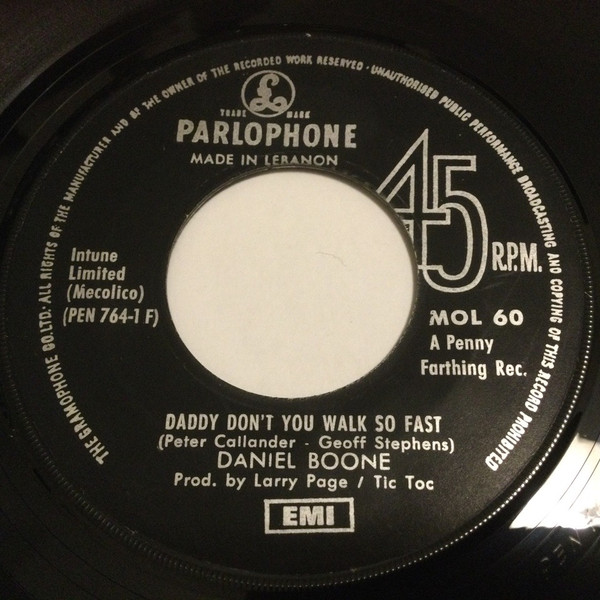 THE GRAMOPHONE CO.LTD; ALL RIGHTS OF THE MANUFACTURER AND OF THE OWNER OF THE RECORDED WORK RESERVED · UNAUTHORISED PUBLIC PERFORMANCE BROADCASTING AND COPYING OF THIS RECORD PROHIBITED
£
TRADE MARK
PARLOPHONE
MADE IN LEBANON
45
R.P.M.
Intune
Limited
(Mecolico)
(PEN 764-1 F)
MOL 60
A Penny
Farthing Rec.
DADDY DON'T YOU WALK SO FAST
(Peter Callander - Geoff Stephens)
DANIEL BOONE
Prod. by Larry Page / Tic Toc
EMI